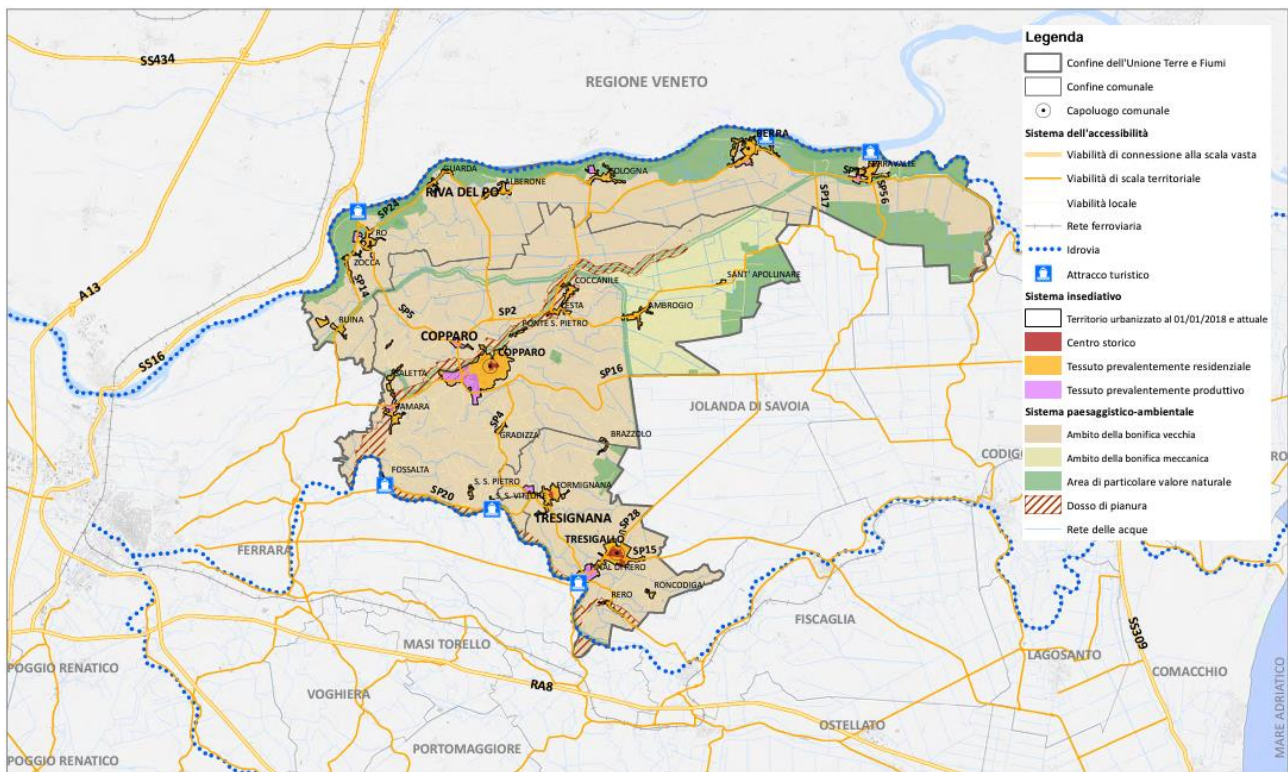 SS434
REGIONE VENETO
BERRA
GUARDA
COLOGNA
ALBERONE
RIVA DEL PO
SP12
SP17
SP56
SP24
RO
ZOCCA
SP14
A13
SANT' APOLLINARE
COCCANILE
CESTA
AMBROGIO
SP5
SP2
PONTE S. PIETRO
RUINA
COPPARO
COPPARO
SS16
SP16
SALETTA
TAMARA
JOLANDA DI SAVOIA
SP4
GRADIZZA
BRAZZOLO
FOSSALTA
S. S. PIETRO
FORMIGNANA
SP20
S. S. VITTORE
TRESIGNANA
SP28
FERRARA
TRESIGALLO
SP15
FINAL DI RERO
RONCODIGA'
RERO
FISCAGLIA
MASI TORELLO
LAGOSANTO
SS309
COMACCHIO
POGGIO RENATICO
VOGHIERA
RA8
OSTELLATO
PORTOMAGGIORE
POGGIO RENATICO
MARE ADRIATICO
CODIG
RO
Legenda
Confine dell'Unione Terre e Fiumi
Confine comunale
Capoluogo comunale
Sistema dell'accessibilità
Viabilità di connessione alla scala vasta
Viabilità di scala territoriale
Viabilità locale
Rete ferroviaria
Idrovia
Attracco turistico
Sistema insediativo
Territorio urbanizzato al 01/01/2018 e attuale
Centro storico
Tessuto prevalentemente residenziale
Tessuto prevalentemente produttivo
Sistema paesaggistico-ambientale
Ambito della bonifica vecchia
Ambito della bonifica meccanica
Area di particolare valore naturale
Dosso di pianura
Rete delle acque